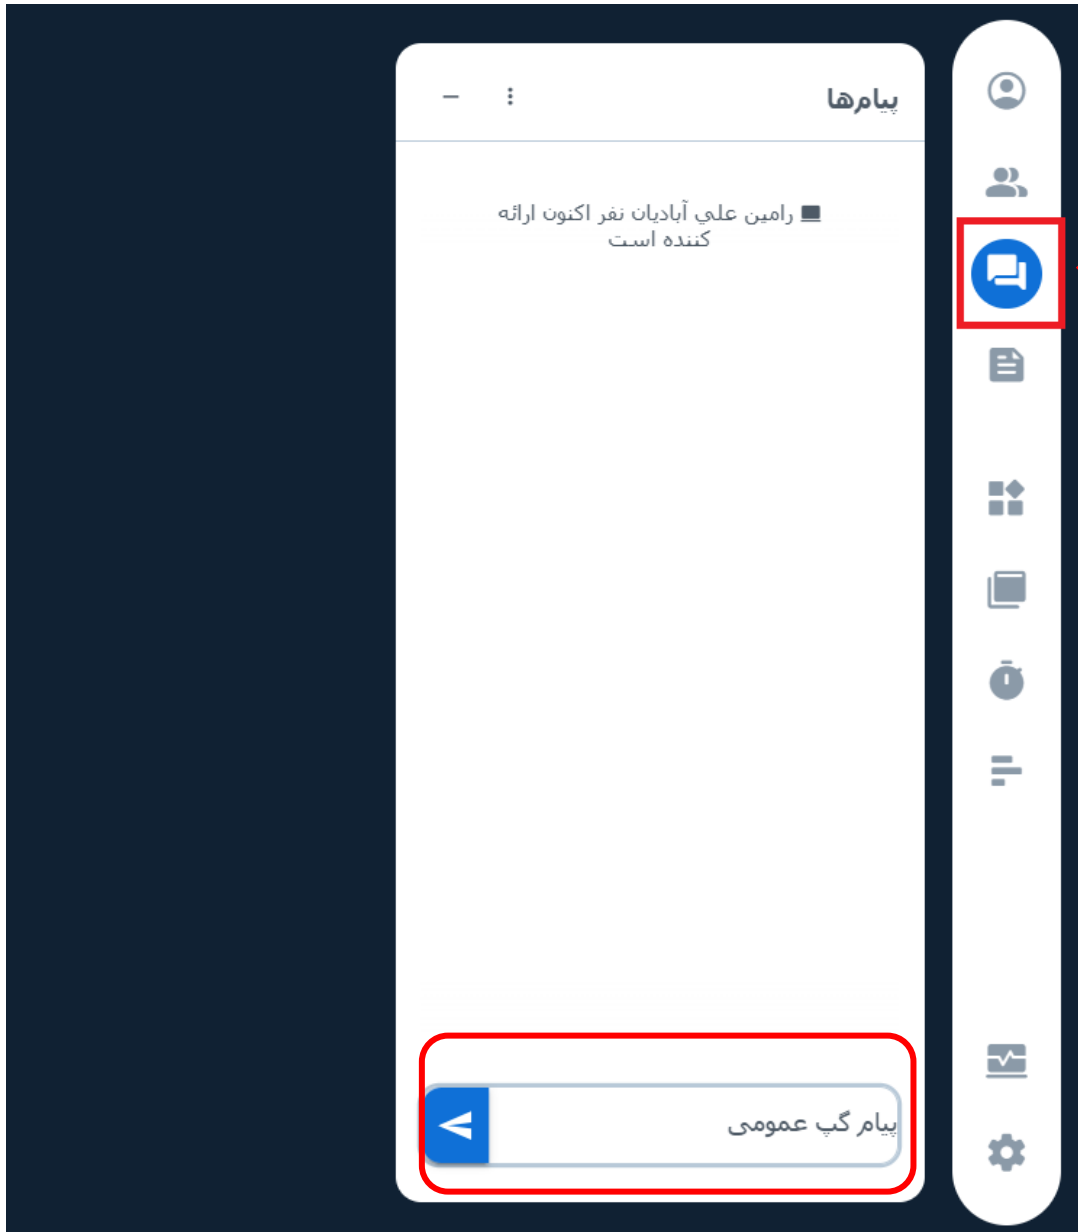 پیام‌ها
رامین علي آبادیان نفر اکنون ارائه
کننده است
پیام گپ عمومی